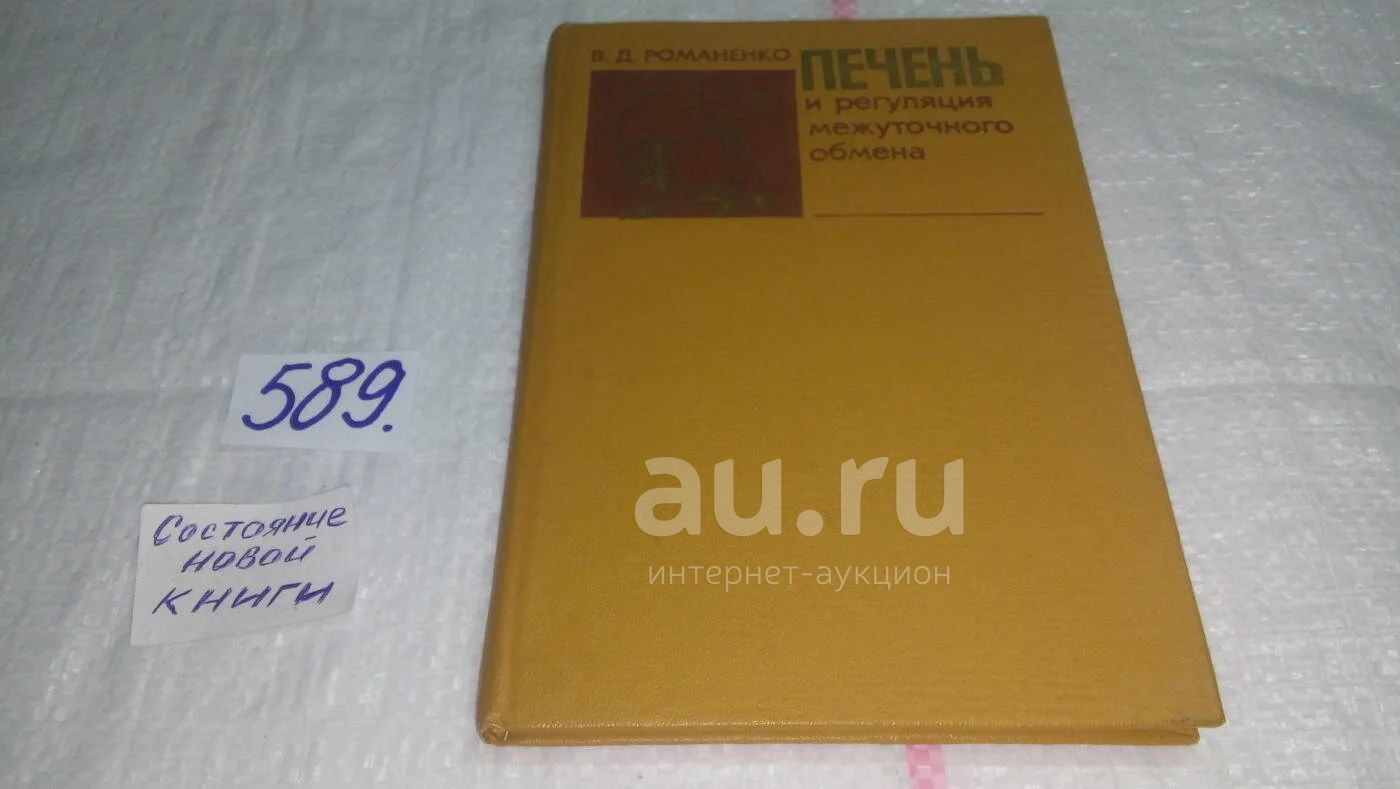 В. Д. РОМАНЕНКО
ПЕЧЕНЬ
и регуляция
межуточного
обмена
589.
Состояние
новой
книги
au.ru
интернет-аукцион